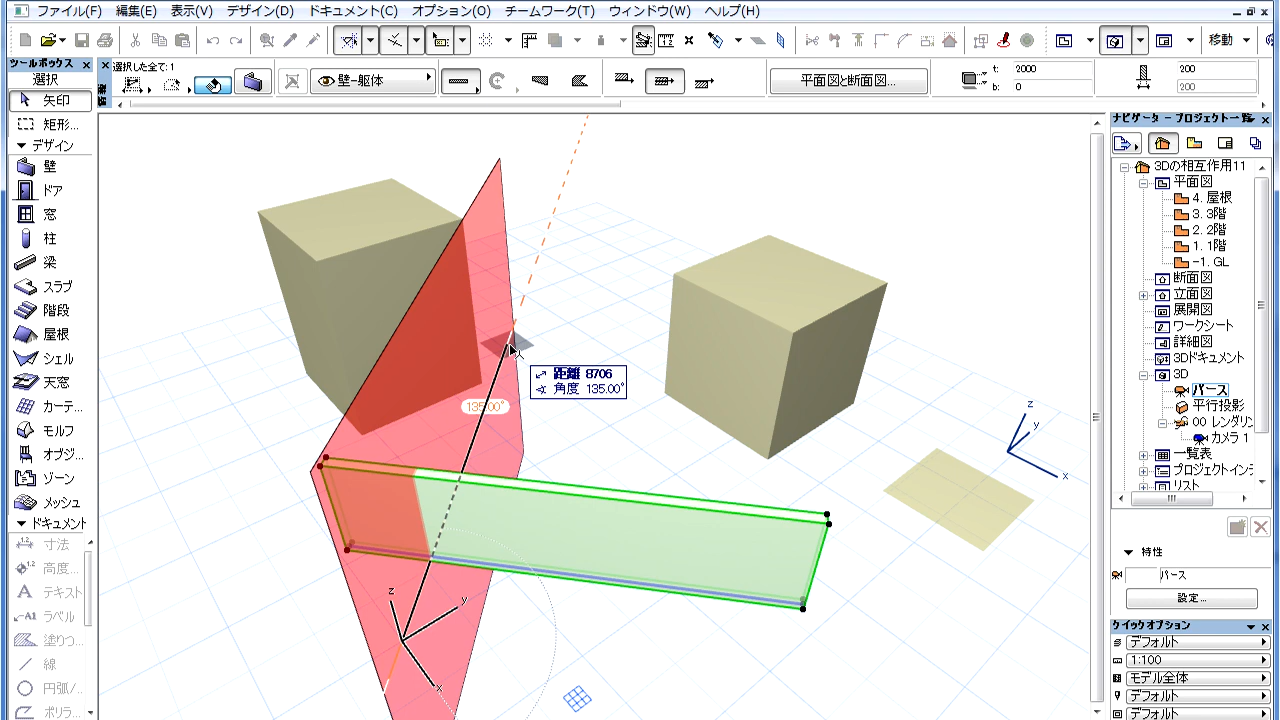 ファイル(F) 編集(E) 表示(V) デザイン(D) ドキュメント(C) オプション(O) チームワーク(T) ウィンドウ(W) ヘルプ(H)
移動
ツールボックス
選択
矢印
矩形...
デザイン
壁
ドア
窓
柱
梁
スラブ
階段
屋根
シェル
天窓
カーテ...
モルフ
オブジ...
ゾーン
メッシュ
ドキュメント
寸法
高度...
テキスト
ラベル
塗りつ...
線
円弧/...
ポリラ...
選択した全て: 1
壁-躯体
平面図と断面図...
t: 2000
b: 0
200
200
距離 8706
角度 135.00°
135.00°
z
y
x
z
y
x
ナビゲータ - プロジェクト一覧
3Dの相互作用11
平面図
4. 屋根
3. 3階
2. 2階
1. 1階
-1. GL
断面図
立面図
展開図
ワークシート
詳細図
3Dドキュメント
3D
パース
平行投影
00 レンダリン
カメラ 1
一覧表
プロジェクトインデ
リスト
特性
パース
設定...
クイックオプション
デフォルト
1:100
モデル全体
デフォルト
デフォルト